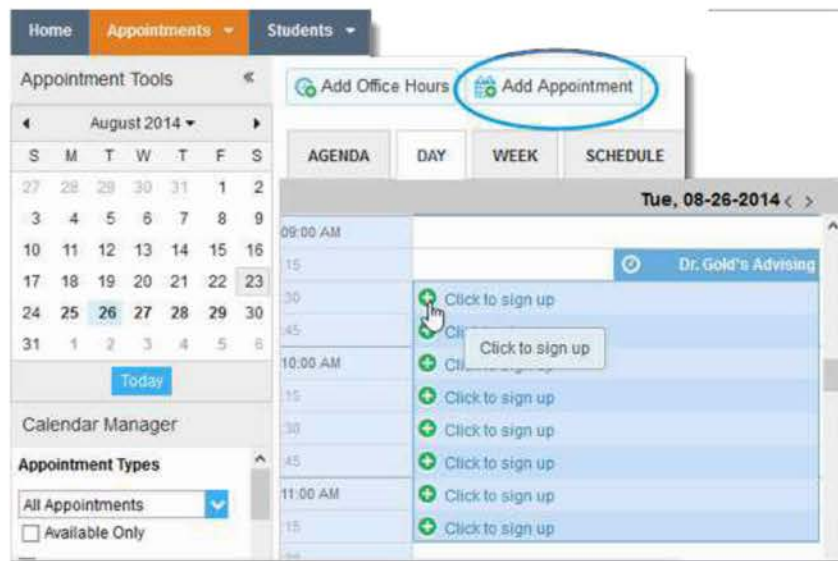 Home Appointments Students
Appointment Tools «
Add Office Hours Add Appointment
August 2014
S M T W T F S
27 28 29 30 31 1 2
3 4 5 6 7 8 9
10 11 12 13 14 15 16
17 18 19 20 21 22 23
24 25 26 27 28 29 30
31 1 2 3 4 5 6
Today
Calendar Manager
Appointment Types
All Appointments
Available Only
AGENDA DAY WEEK SCHEDULE
Tue, 08-26-2014 < >
09:00 AM
:15 Dr. Gold's Advising
:30 Click to sign up
:45
Click to sign up
10:00 AM
:15 Click to sign up
:30 Click to sign up
:45 Click to sign up
11:00 AM Click to sign up
:15 Click to sign up